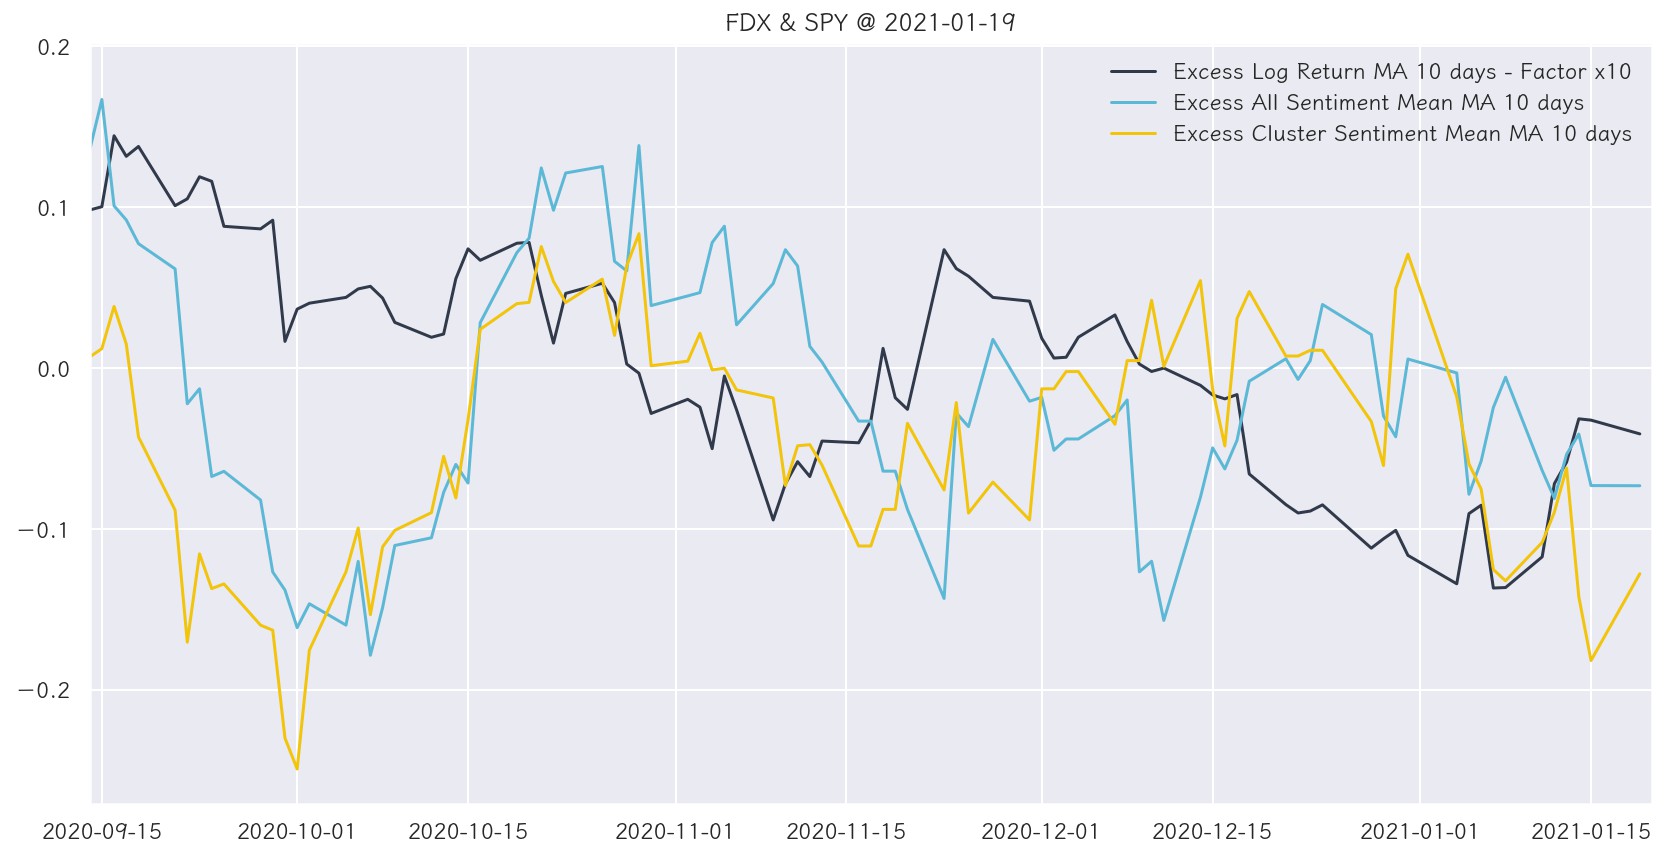 FDX & SPY @ 2021-01-19
Excess Log Return MA 10 days - Factor x10
Excess All Sentiment Mean MA 10 days
Excess Cluster Sentiment Mean MA 10 days
0.2
0.1
0.0
−0.1
−0.2
2020-09-15 2020-10-01 2020-10-15 2020-11-01 2020-11-15 2020-12-01 2020-12-15 2021-01-01 2021-01-15